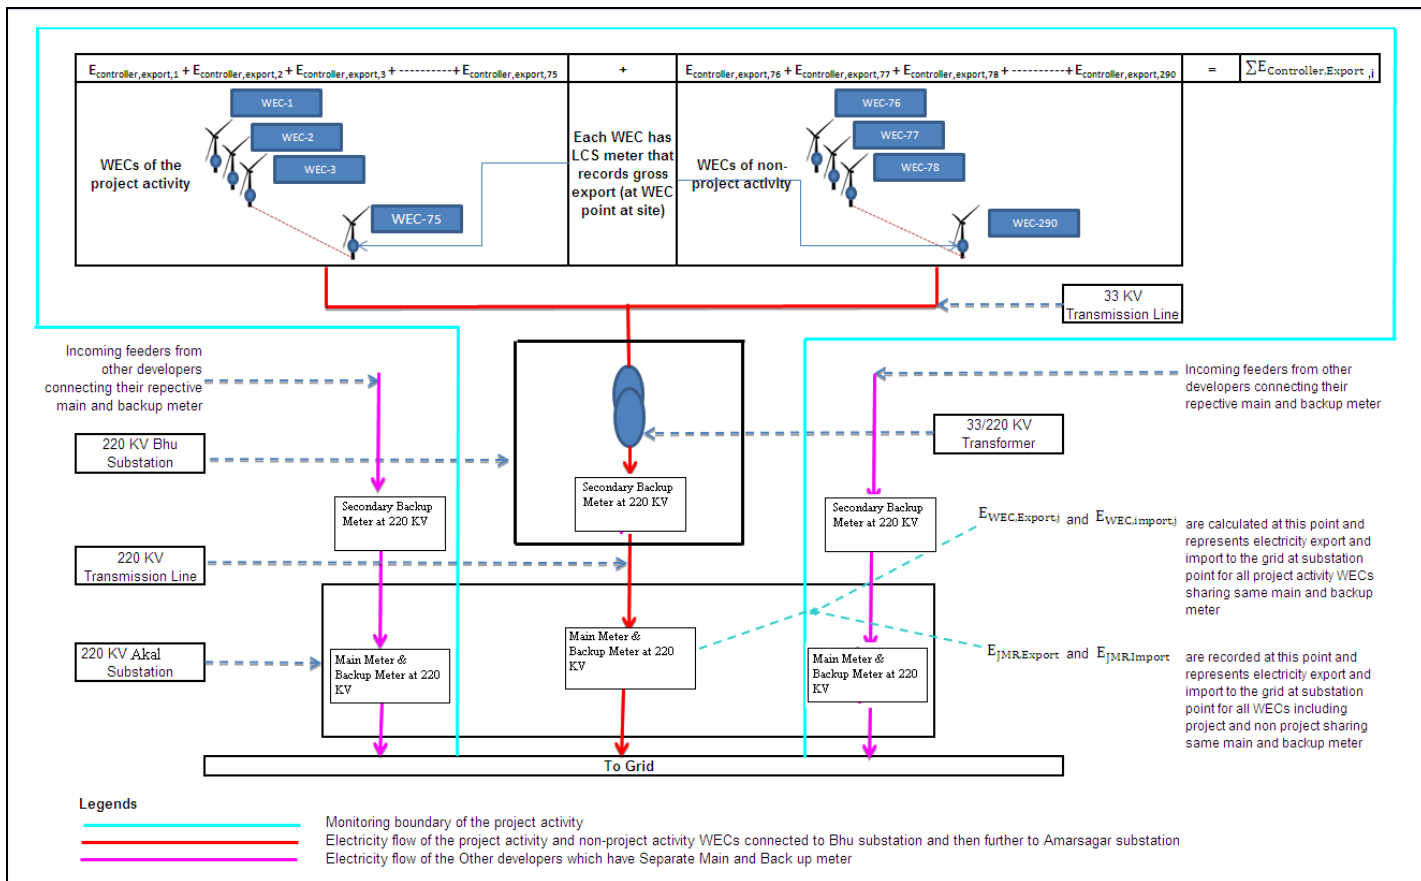 E_controller,export,1 + E_controller,export,2 + E_controller,export,3 + ----------+ E_controller,export,75
+
E_controller,export,76 + E_controller,export,77 + E_controller,export,78 + ----------+ E_controller,export,290
=
∑E_Controller,Export ,i
WEC-1
WEC-2
WEC-3
WEC-75
WECs of the
project activity
Each WEC has
LCS meter that
records gross
export (at WEC
point at site)
WECs of non-
project activity
WEC-76
WEC-77
WEC-78
WEC-290
33 KV
Transmission Line
Incoming feeders from
other developers
connecting their repective
main and backup meter
Incoming feeders from other
developers connecting their
repective main and backup meter
220 KV Bhu
Substation
33/220 KV
Transformer
Secondary Backup
Meter at 220 KV
Secondary Backup
Meter at 220 KV
Secondary Backup
Meter at 220 KV
E_WEC,Export,j and E_WEC,import,j
are calculated at this point and
represents electricity export and
import to the grid at substation
point for all project activity WECs
sharing same main and backup
meter
220 KV
Transmission Line
220 KV Akal
Substation
Main Meter &
Backup Meter at 220
KV
Main Meter &
Backup Meter at 220
KV
Main Meter &
Backup Meter at 220
KV
E_JMR,Export and E_JMR,Import
are recorded at this point and
represents electricity export and
import to the grid at substation
point for all WECs including
project and non project sharing
same main and backup meter
To Grid
Legends
Monitoring boundary of the project activity
Electricity flow of the project activity and non-project activity WECs connected to Bhu substation and then further to Amarsagar substation
Electricity flow of the Other developers which have Separate Main and Back up meter